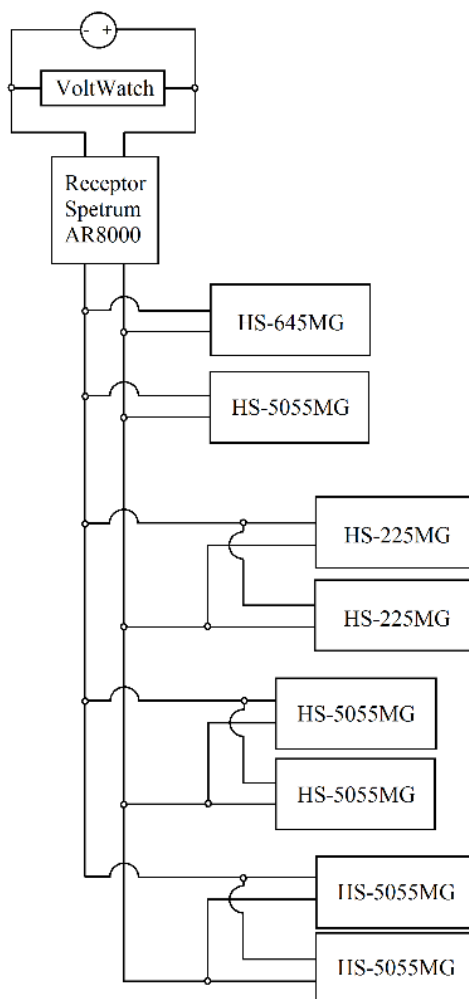 - +
VoltWatch
Receptor
Spetrum
AR8000
HS-645MG
HS-5055MG
HS-225MG
HS-225MG
HS-5055MG
HS-5055MG
HS-5055MG
HS-5055MG